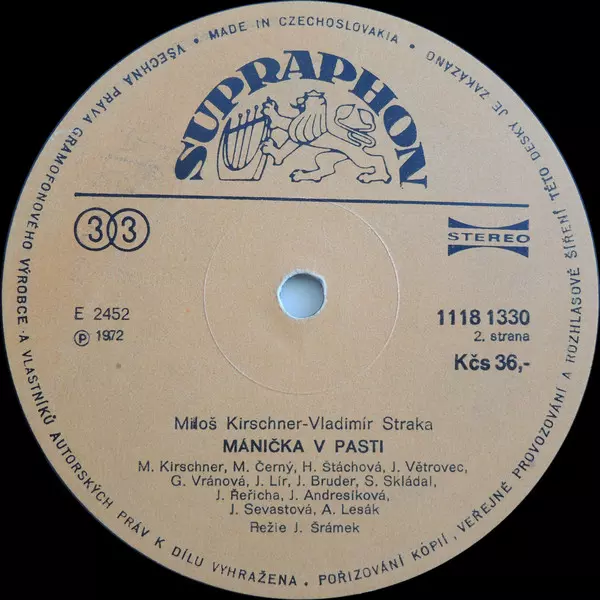 • MADE IN CZECHOSLOVAKIA •
VŠECHNA PRÁVA GRAMOFONOVÉHO VÝROBCE A VLASTNÍKŮ AUTORSKÝCH PRÁV K DÍLU VYHRAŽENA. • POŘIZOVÁNÍ KOPIÍ, VEŘEJNÉ PROVOZOVÁNÍ A ROZHLASOVÉ ŠÍŘENÍ TÉTO DESKY JE ZAKÁZÁNO
SUPRAPHON
33
STEREO
E 2452
Ⓟ 1972
1118 1330
2. strana
Kčs 36,-
Miloš Kirschner-Vladimír Straka
MÁNIČKA V PASTI
M. Kirschner, M. Černý, H. Štáchová, J. Větrovec,
G. Vránová, J. Lír, J. Bruder, S. Skládal,
J. Řeřicha, J. Andresíková,
J. Sevastová, A. Lesák
Režie J. Šrámek